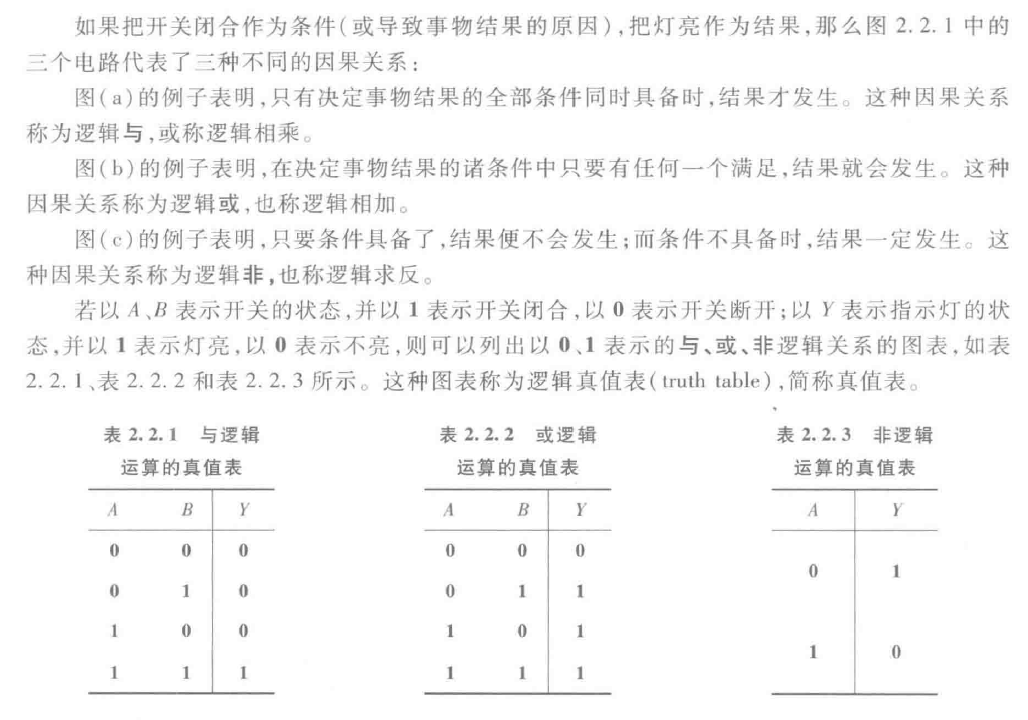 如果把开关闭合作为条件(或导致事物结果的原因),把灯亮作为结果,那么图 2.2.1 中的
三个电路代表了三种不同的因果关系:
图(a)的例子表明,只有决定事物结果的全部条件同时具备时,结果才发生。这种因果关系
称为逻辑与,或称逻辑相乘。
图(b)的例子表明,在决定事物结果的诸条件中只要有任何一个满足,结果就会发生。这种
因果关系称为逻辑或,也称逻辑相加。
图(c)的例子表明,只要条件具备了,结果便不会发生;而条件不具备时,结果一定发生。这
种因果关系称为逻辑非,也称逻辑求反。
若以 A、B 表示开关的状态,并以 1 表示开关闭合,以 0 表示开关断开;以 Y 表示指示灯的状
态,并以 1 表示灯亮,以 0 表示不亮,则可以列出以 0、1 表示的与、或、非逻辑关系的图表,如表
2.2.1、表 2.2.2 和表 2.2.3 所示。这种图表称为逻辑真值表(truth table),简称真值表。
表 2.2.1 与逻辑
运算的真值表
A B Y
0 0 0
0 1 0
1 0 0
1 1 1
表 2.2.2 或逻辑
运算的真值表
A B Y
0 0 0
0 1 1
1 0 1
1 1 1
表 2.2.3 非逻辑
运算的真值表
A Y
0 1
1 0